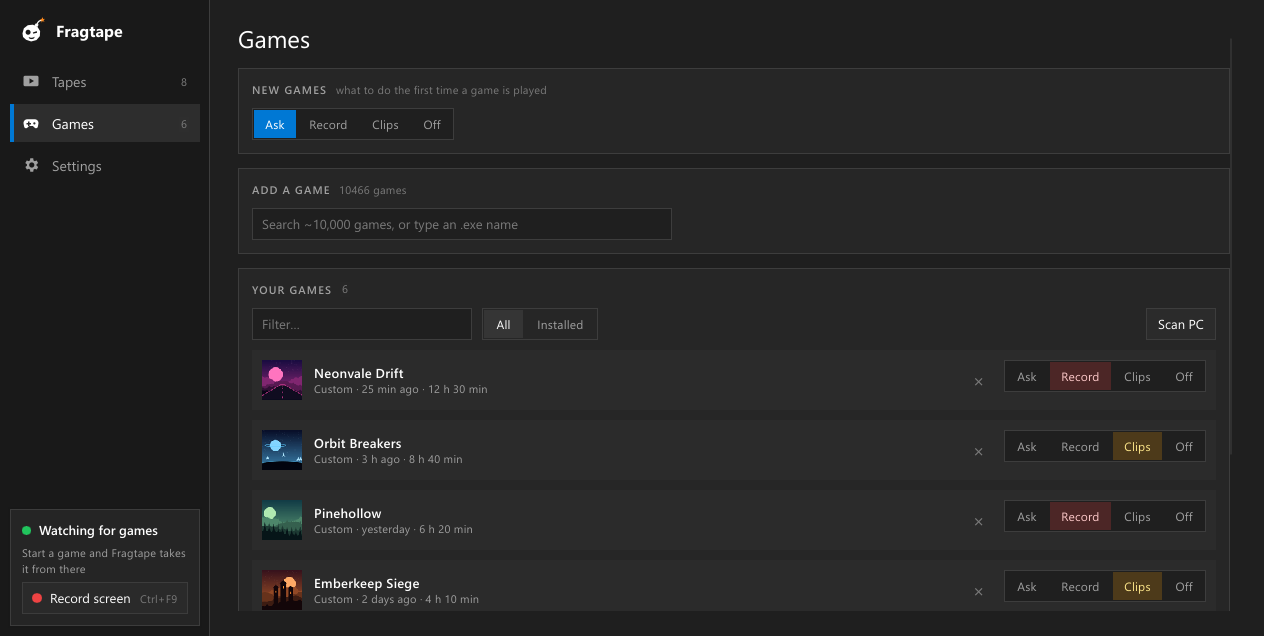 Fragtape
Tapes 8
Games 6
Settings
Watching for games
Start a game and Fragtape takes
it from there
Record screen Ctrl+F9
Games
NEW GAMES what to do the first time a game is played
Ask Record Clips Off
ADD A GAME 10466 games
Search ~10,000 games, or type an .exe name
YOUR GAMES 6
Filter... All Installed Scan PC
Neonvale Drift
Custom · 25 min ago · 12 h 30 min
× Ask Record Clips Off
Orbit Breakers
Custom · 3 h ago · 8 h 40 min
× Ask Record Clips Off
Pinehollow
Custom · yesterday · 6 h 20 min
× Ask Record Clips Off
Emberkeep Siege
Custom · 2 days ago · 4 h 10 min
× Ask Record Clips Off